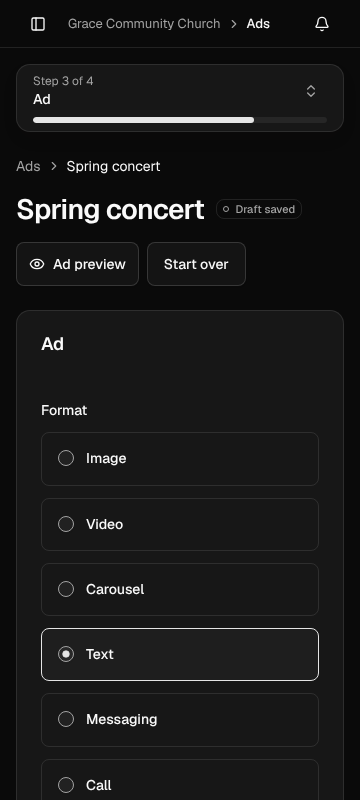 Grace Community Church > Ads
Step 3 of 4
Ad
Ads > Spring concert
Spring concert
Draft saved
Ad preview
Start over
Ad
Format
Image
Video
Carousel
Text
Messaging
Call